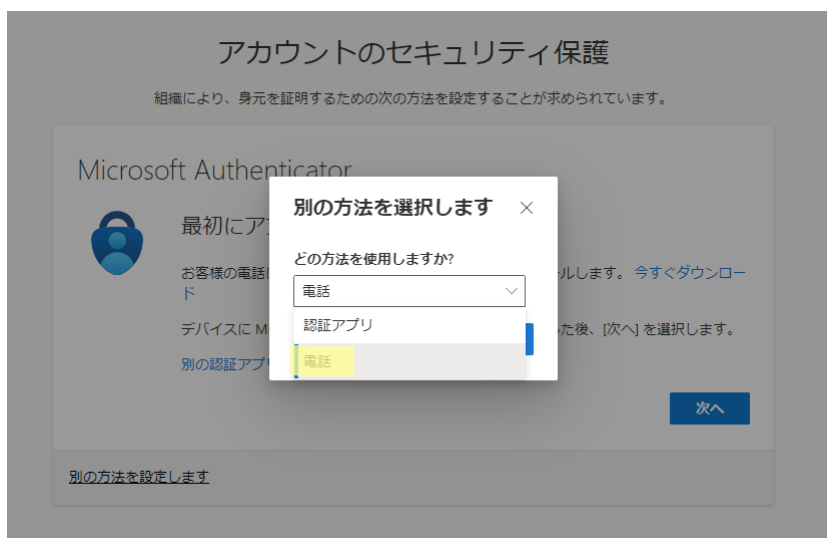 アカウントのセキュリティ保護
組織により、身元を証明するための次の方法を設定することが求められています。
Microsoft Authenticator
別の方法を選択します
最初にア
どの方法を使用しますか?
お客様の電話
ルします。 今すぐダウンロー
ド
電話
認証アプリ
デバイスに M
た後、[次へ] を選択します。
電話
別の認証アプ
次へ
別の方法を設定します